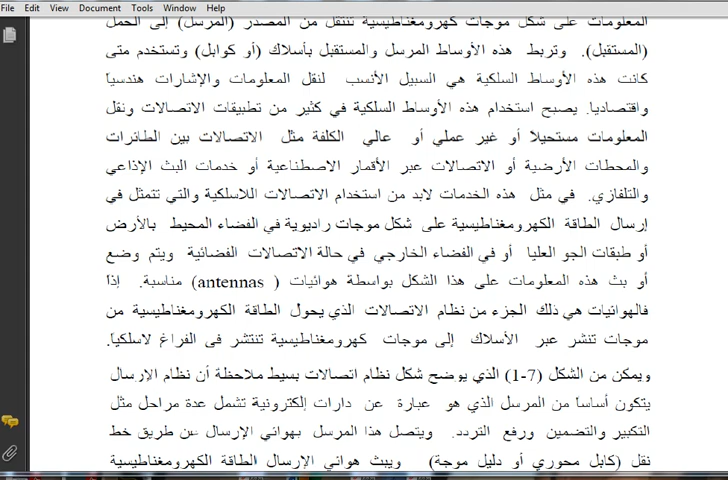 File Edit View Document Tools Window Help
المعلومات على شكل موجات كهرومغناطيسية تنتقل من المصدر (المرسل) إلى الحمل
(المستقبل). وتربط هذه الأوساط المرسل والمستقبل بأسلاك (أو كوابل) وتستخدم متى
كانت هذه الأوساط السلكية هي السبيل الأنسب لنقل المعلومات والإشارات هندسياً
واقتصاديا. يصبح استخدام هذه الأوساط السلكية في كثير من تطبيقات الاتصالات ونقل
المعلومات مستحيلا أو غير عملي أو عالي الكلفة مثل الاتصالات بين الطائرات
والمحطات الأرضية أو الاتصالات عبر الأقمار الاصطناعية أو خدمات البث الإذاعي
والتلفازي. في مثل هذه الخدمات لابد من استخدام الاتصالات اللاسلكية والتي تتمثل في
إرسال الطاقة الكهرومغناطيسية على شكل موجات راديوية في الفضاء المحيط بالأرض
أو طبقات الجو العليا أو في الفضاء الخارجي في حالة الاتصالات الفضائية ويتم وضع
أو بث هذه المعلومات على هذا الشكل بواسطة هوائيات ( antennas) مناسبة. إذاً
فالهوائيات هي ذلك الجزء من نظام الاتصالات الذي يحول الطاقة الكهرومغناطيسية من
موجات تنشر عبر الأسلاك إلى موجات كهرومغناطيسية تنتشر في الفراغ لاسلكياً.
ويمكن من الشكل (7-1) الذي يوضح شكل نظام اتصالات بسيط ملاحظة أن نظام الإرسال
يتكون أساساً من المرسل الذي هو عبارة عن دارات إلكترونية تشمل عدة مراحل مثل
التكبير والتضمين ورفع التردد. ويتصل هذا المرسل بهوائي الإرسال عن طريق خط
نقل (كابل محوري أو دليل موجة) ويبث هوائي الإرسال الطاقة الكهرومغناطيسية